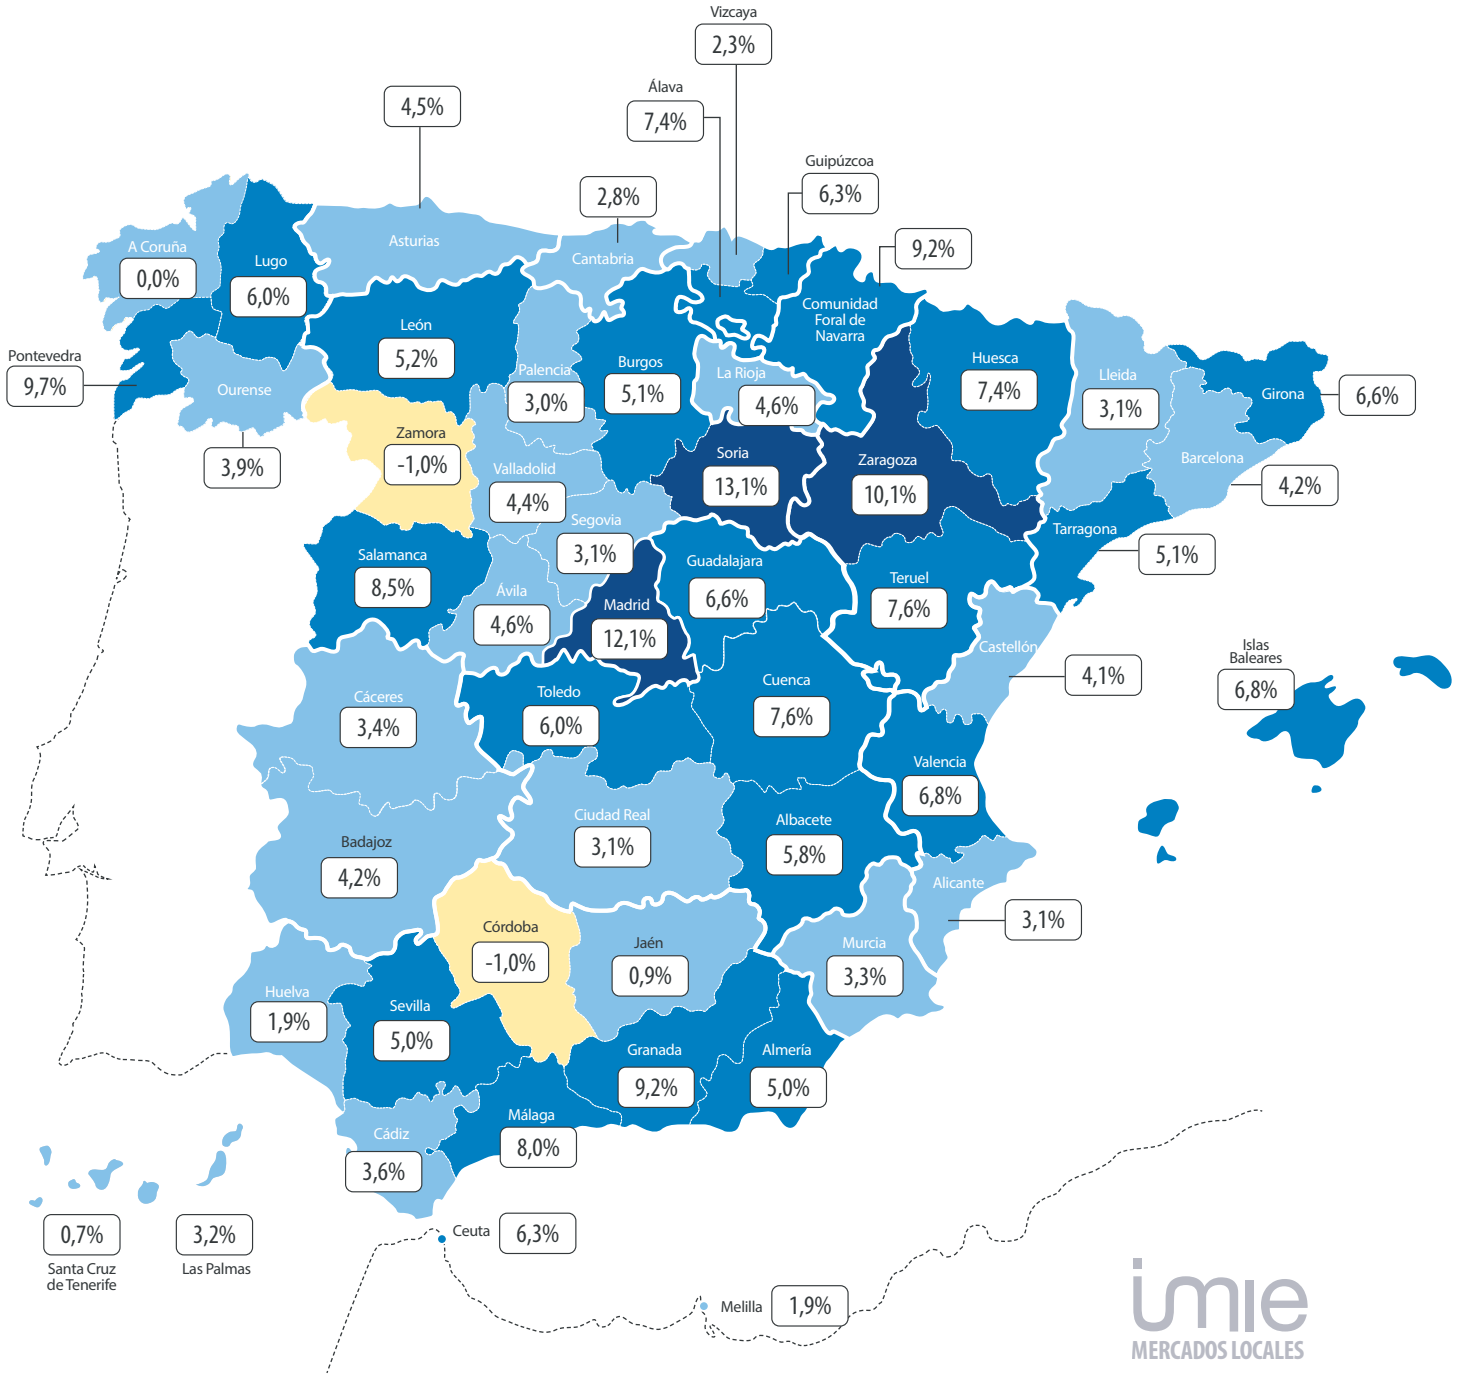 Vizcaya
2,3%
Álava
7,4%
4,5%
Guipúzcoa
6,3%
2,8%
9,2%
A Coruña
0,0%
Lugo
6,0%
Asturias
Cantabria
Comunidad
Foral de
Navarra
León
5,2%
Pontevedra
9,7%
Ourense
3,9%
Palencia
3,0%
Burgos
5,1%
La Rioja
4,6%
Huesca
7,4%
Lleida
3,1%
Girona
6,6%
Zamora
-1,0%
Valladolid
4,4%
Soria
13,1%
Zaragoza
10,1%
Barcelona
4,2%
Segovia
3,1%
Tarragona
5,1%
Salamanca
8,5%
Ávila
4,6%
Madrid
12,1%
Guadalajara
6,6%
Teruel
7,6%
Castellón
4,1%
Islas
Baleares
6,8%
Cáceres
3,4%
Toledo
6,0%
Cuenca
7,6%
Valencia
6,8%
Badajoz
4,2%
Ciudad Real
3,1%
Albacete
5,8%
Alicante
3,1%
Córdoba
-1,0%
Jaén
0,9%
Murcia
3,3%
Huelva
1,9%
Sevilla
5,0%
Granada
9,2%
Almería
5,0%
Cádiz
3,6%
Málaga
8,0%
0,7%
Santa Cruz
de Tenerife
3,2%
Las Palmas
Ceuta
6,3%
Melilla
1,9%
imie
MERCADOS LOCALES